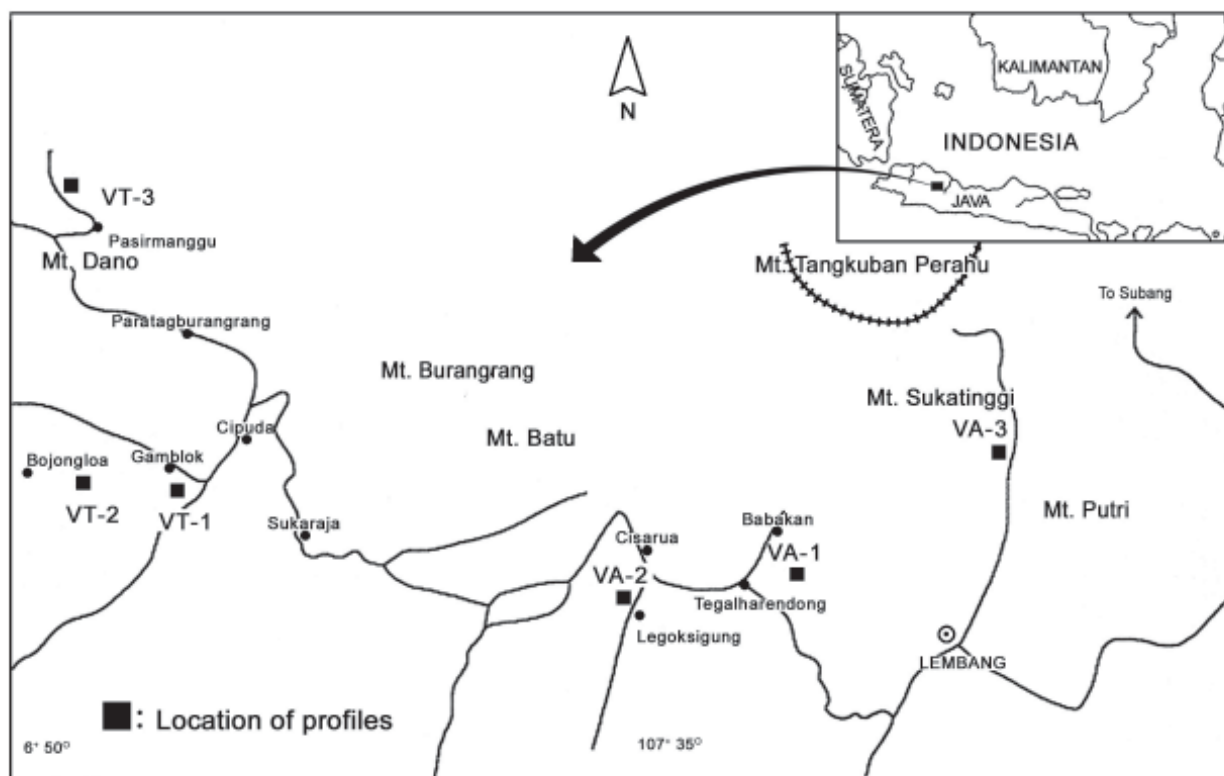 KALIMANTAN
SUMATERA
INDONESIA
JAVA
N
VT-3
Pasirmanggu
Mt. Dano
Mt. Tangkuban Perahu
To Subang
Paratagburangrang
Mt. Burangrang
Mt. Sukatinggi
VA-3
Mt. Batu
Cipuda
Gamblok
Bojongloa
VT-2
VT-1
Mt. Putri
Sukaraja
Babakan
Cisarua
VA-1
VA-2
Tegalharendong
Legoksigung
LEMBANG
: Location of profiles
6° 50°
107° 35°